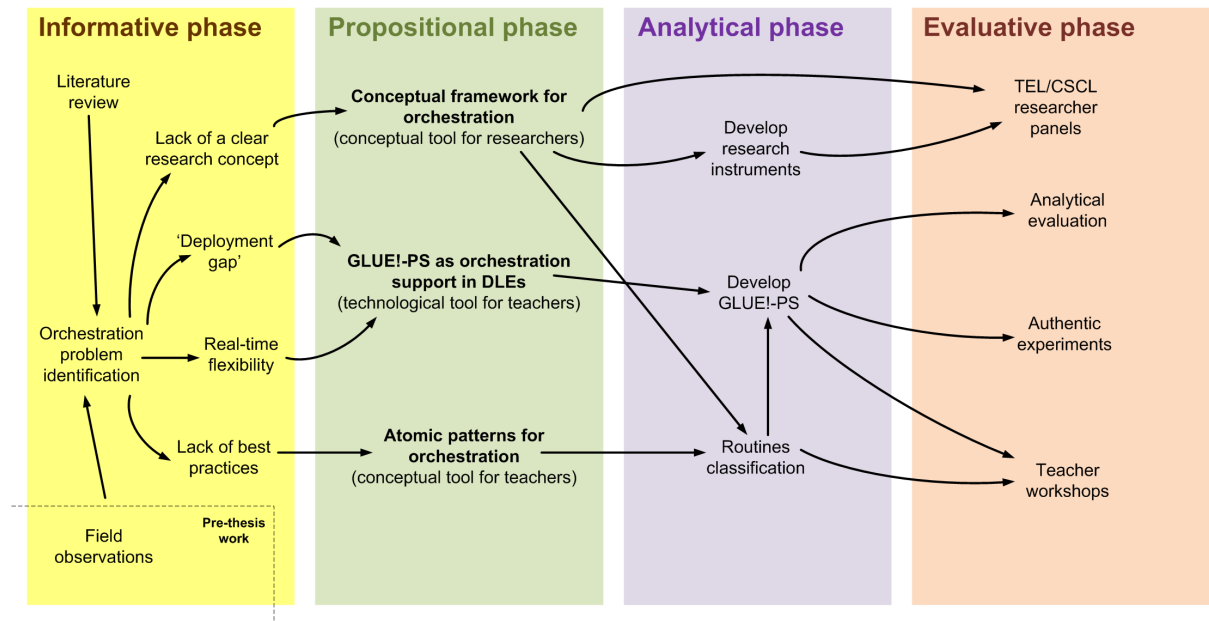 Informative phase
Propositional phase
Analytical phase
Evaluative phase
Literature
review
Lack of a clear
research concept
‘Deployment
gap’
Orchestration
problem
identification
Real-time
flexibility
Lack of best
practices
Field
observations
Pre-thesis
work
Conceptual framework for
orchestration
(conceptual tool for researchers)
GLUE!-PS as orchestration
support in DLEs
(technological tool for teachers)
Atomic patterns for
orchestration
(conceptual tool for teachers)
Develop
research
instruments
Develop
GLUE!-PS
Routines
classification
TEL/CSCL
researcher
panels
Analytical
evaluation
Authentic
experiments
Teacher
workshops